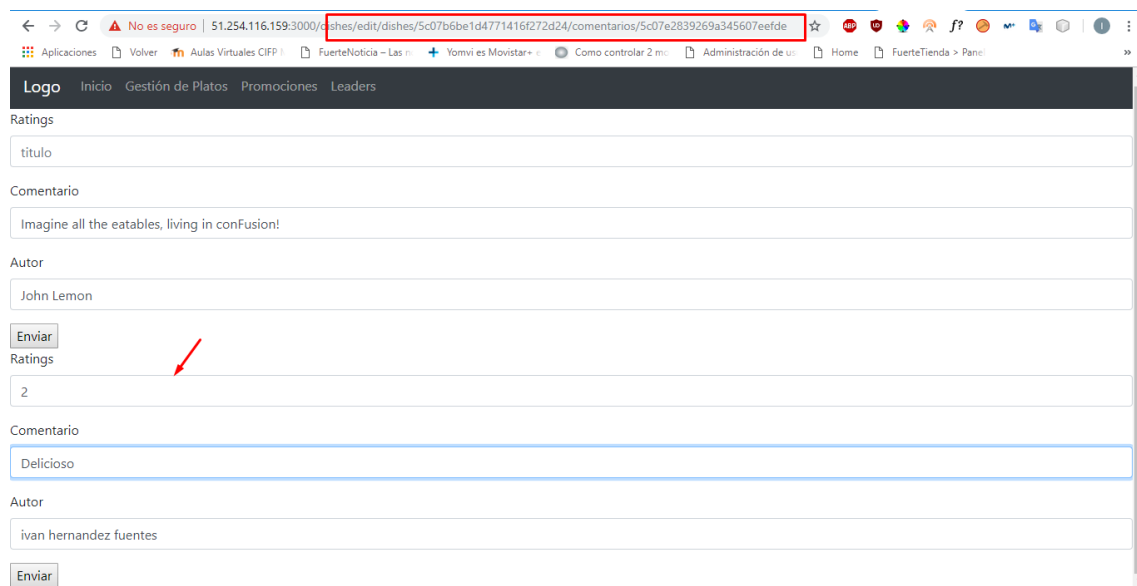 No es seguro | 51.254.116.159:3000/dishes/edit/dishes/5c07b6be1d4771416f272d24/comentarios/5c07e2839269a345607eefde
ABP f? M+ I
Aplicaciones Volver Aulas Virtuales CIFP FuerteNoticia – Las Yomvi es Movistar+ Como controlar 2 mo Administración de us Home FuerteTienda > Panel »
Logo Inicio Gestión de Platos Promociones Leaders
Ratings
titulo
Comentario
Imagine all the eatables, living in conFusion!
Autor
John Lemon
Enviar
Ratings
2
Comentario
Delicioso
Autor
ivan hernandez fuentes
Enviar